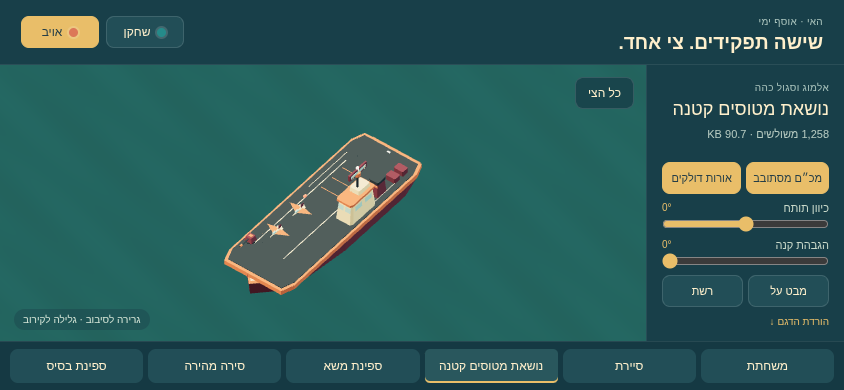 האי · אוסף ימי
שישה תפקידים. צי אחד.
שחקן
אויב
אלמוג וסגול כהה
נושאת מטוסים קטנה
1,258 משולשים · 90.7 KB
מכ״ם מסתובב
אורות דולקים
כיוון תותח
0°
הגבהת קנה
0°
מבט על
רשת
הורדת הדגם ↓
כל הצי
גרירה לסיבוב · גלילה לקירוב
משחתת
סיירת
נושאת מטוסים קטנה
ספינת משא
סירה מהירה
ספינת בסיס